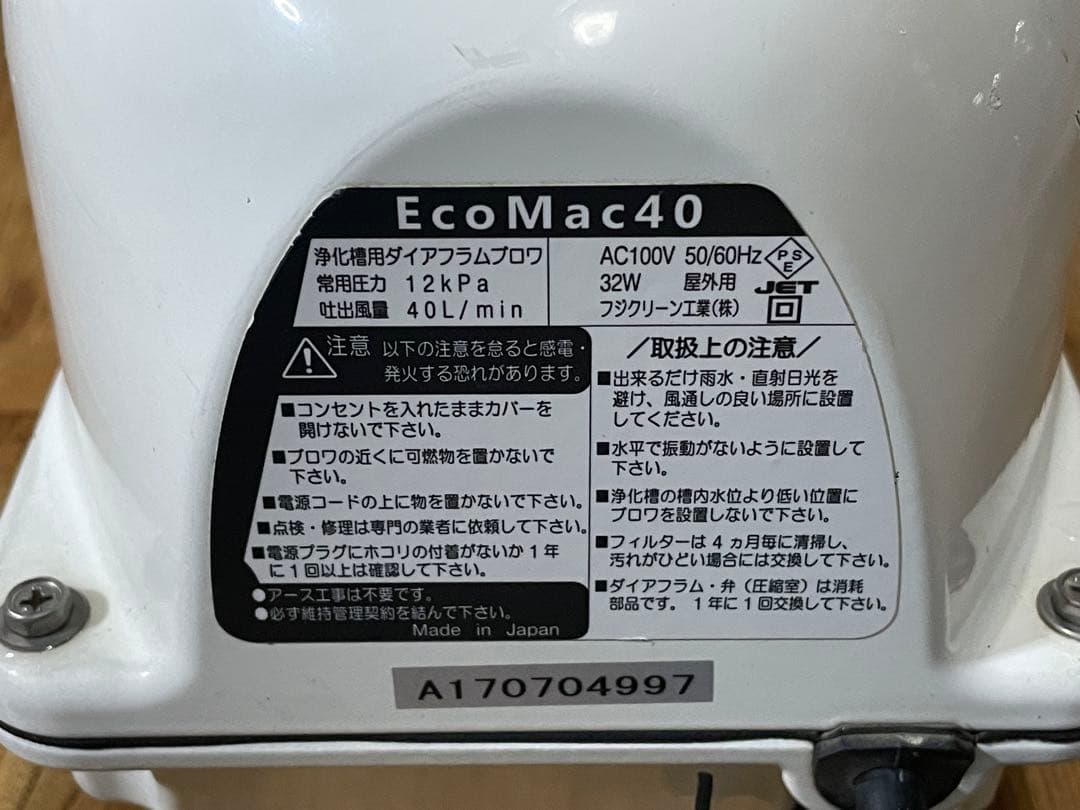 EcoMac40
浄化槽用ダイアフラムブロワ
常用圧力 12kPa
吐出風量 40L/min
AC100V 50/60Hz
32W 屋外用
フジクリーン工業(株)
PSE
JET
注意 以下の注意を怠ると感電・
発火する恐れがあります。
■コンセントを入れたままカバーを
開けないで下さい。
■ブロワの近くに可燃物を置かないで
下さい。
■電源コードの上に物を置かないで下さい。
■点検・修理は専門の業者に依頼して下さい。
■電源プラグにホコリの付着がないか1年
に1回以上は確認して下さい。
●アース工事は不要です。
●必ず維持管理契約を結んで下さい。
Made in Japan
／取扱上の注意／
■出来るだけ雨水・直射日光を
避け、風通しの良い場所に設置
してください。
■水平で振動がないように設置して
下さい。
■浄化槽の槽内水位より低い位置に
ブロワを設置しないで下さい。
■フィルターは4ヵ月毎に清掃し、
汚れがひどい場合には交換して下さい。
■ダイアフラム・弁(圧縮室)は消耗
部品です。1年に1回交換して下さい。
A170704997